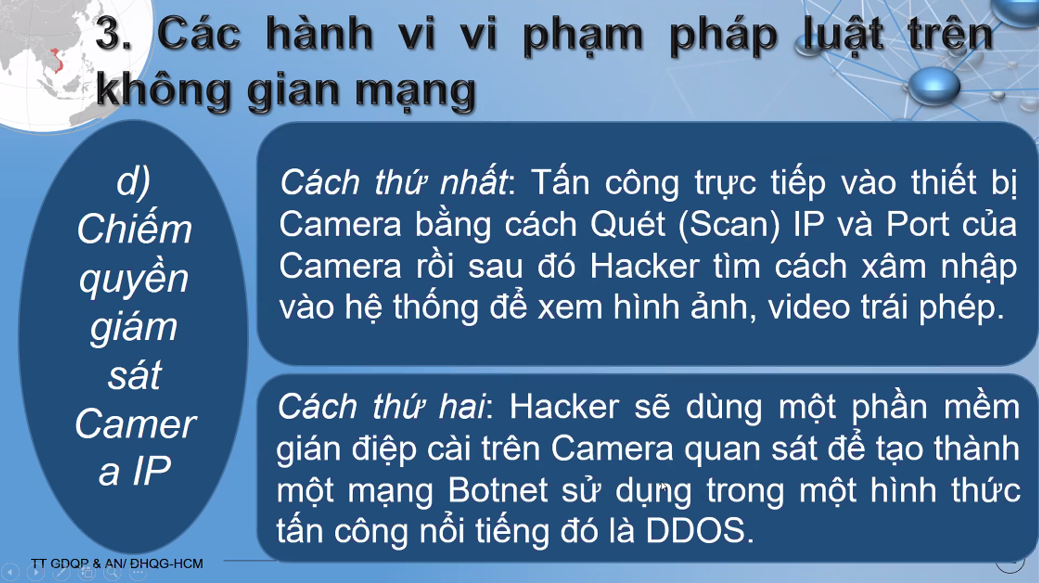 3. Các hành vi vi phạm pháp luật trên
không gian mạng
d)
Chiếm
quyền
giám
sát
Camer
a IP
Cách thứ nhất: Tấn công trực tiếp vào thiết bị
Camera bằng cách Quét (Scan) IP và Port của
Camera rồi sau đó Hacker tìm cách xâm nhập
vào hệ thống để xem hình ảnh, video trái phép.
Cách thứ hai: Hacker sẽ dùng một phần mềm
gián điệp cài trên Camera quan sát để tạo thành
một mạng Botnet sử dụng trong một hình thức
tấn công nổi tiếng đó là DDOS.
TT GDQP & AN/ ĐHQG-HCM